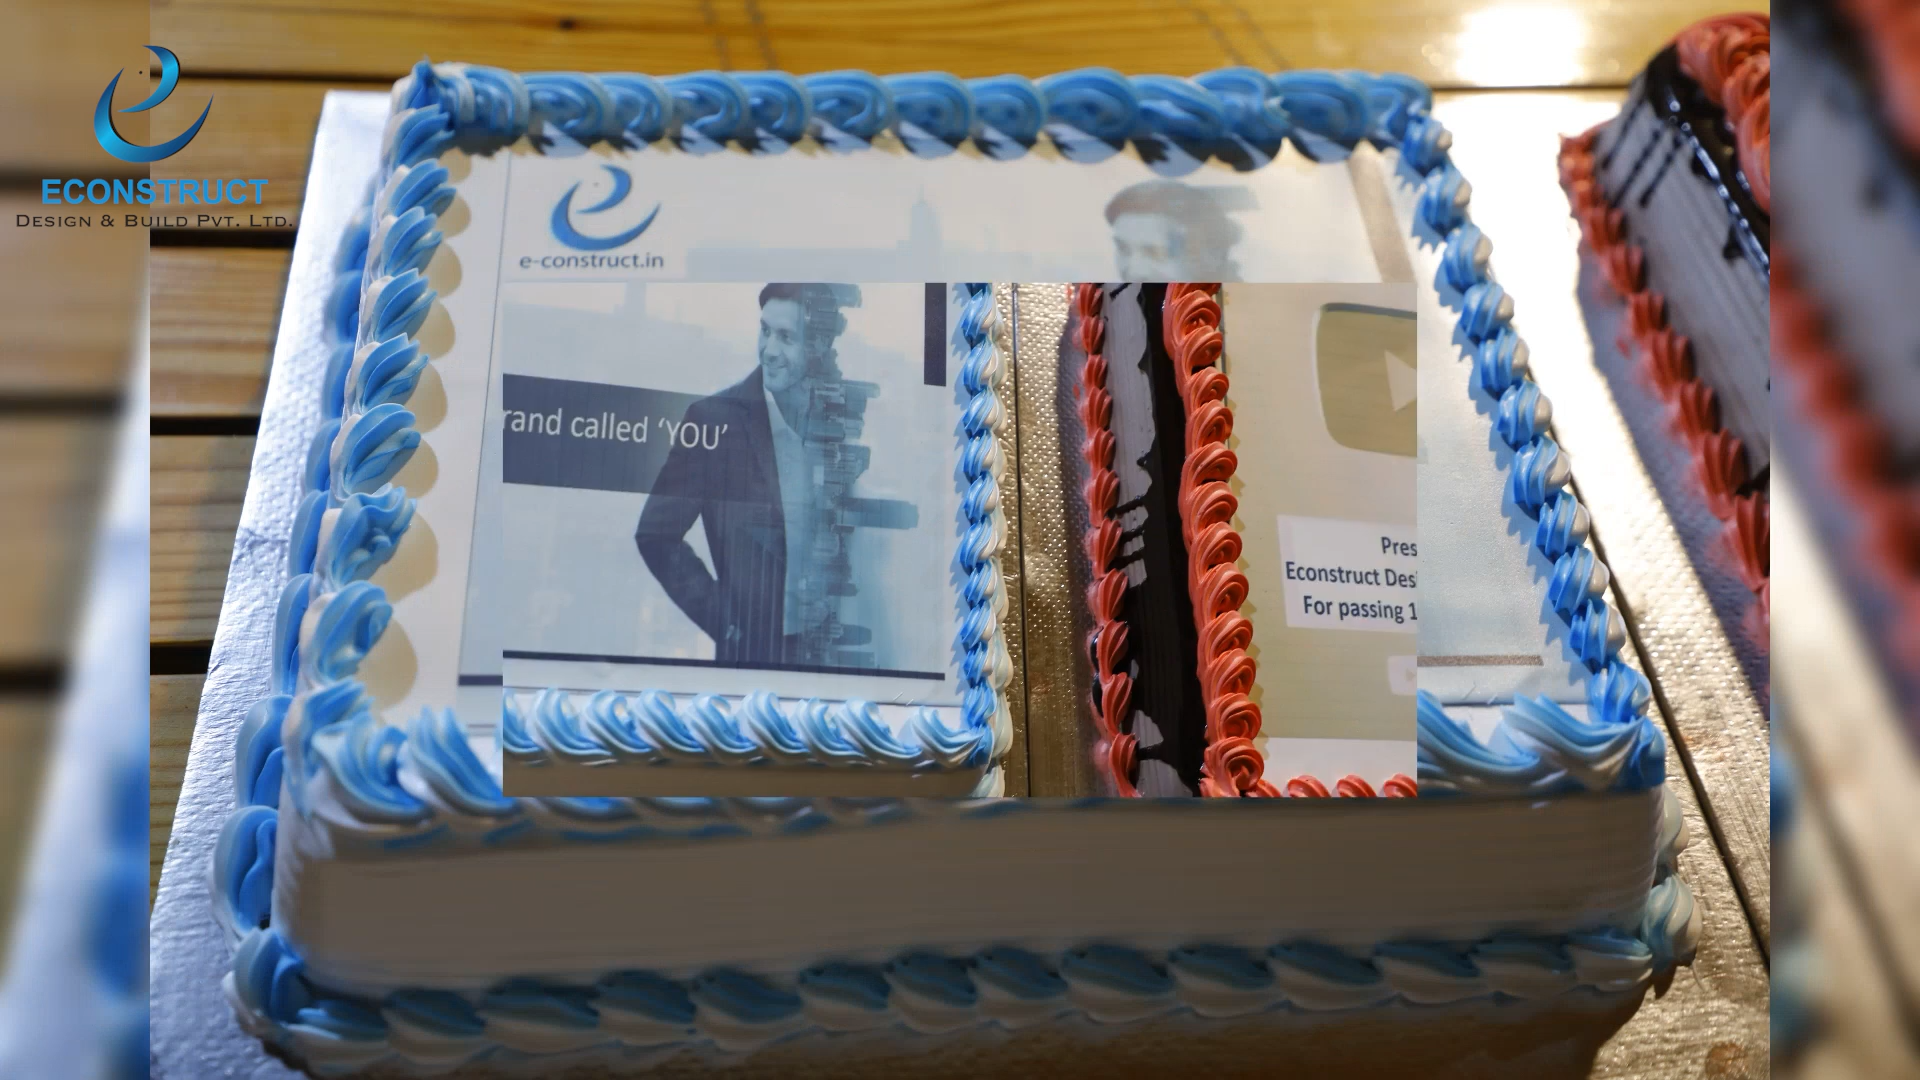 ECONSTRUCT
DESIGN & BUILD PVT. LTD.
e-construct.in
rand called ‘YOU’
Pres
Econstruct Desi
For passing 1